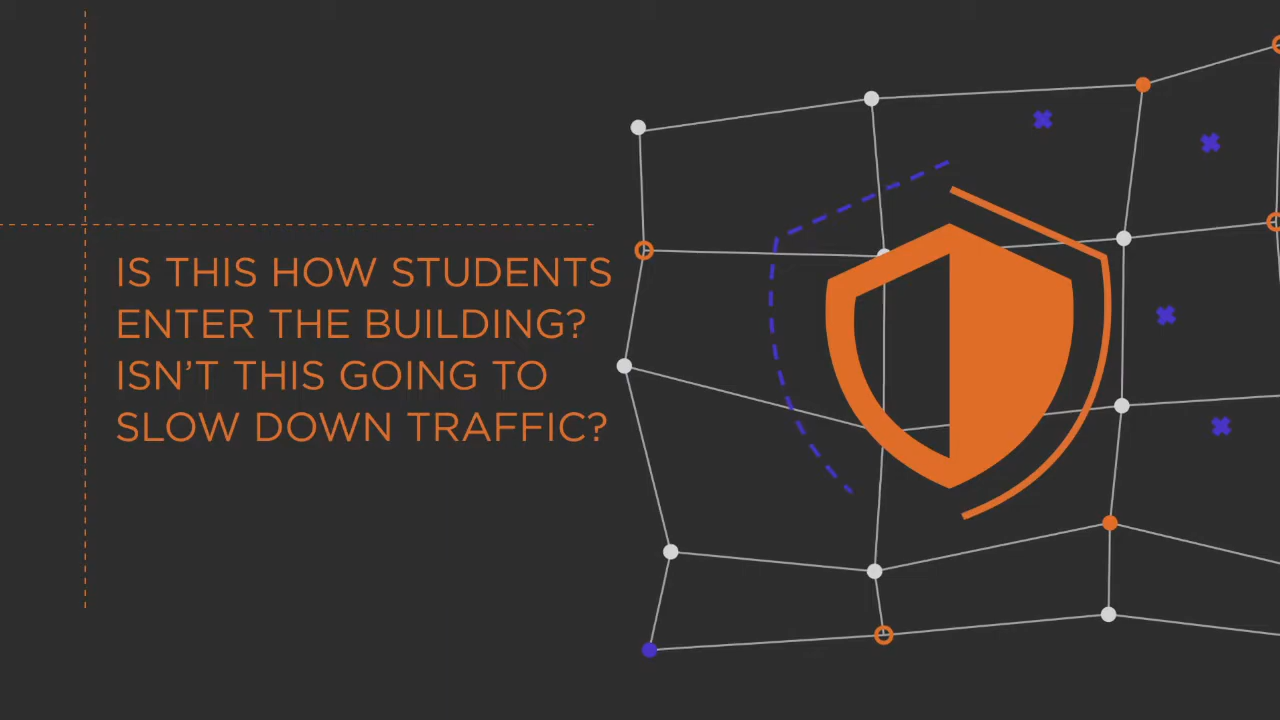 IS THIS HOW STUDENTS
ENTER THE BUILDING?
ISN’T THIS GOING TO
SLOW DOWN TRAFFIC?